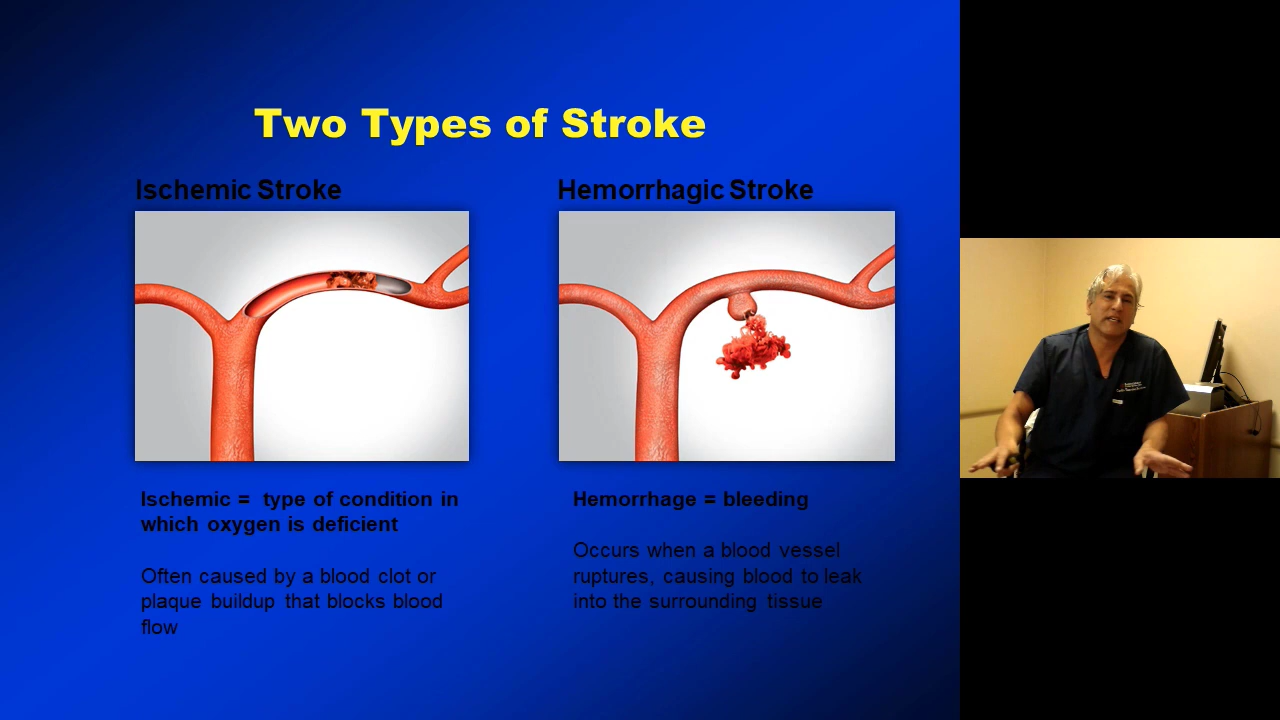 Two Types of Stroke
Ischemic Stroke
Hemorrhagic Stroke
Ischemic = type of condition in
which oxygen is deficient
Often caused by a blood clot or
plaque buildup that blocks blood
flow
Hemorrhage = bleeding
Occurs when a blood vessel
ruptures, causing blood to leak
into the surrounding tissue